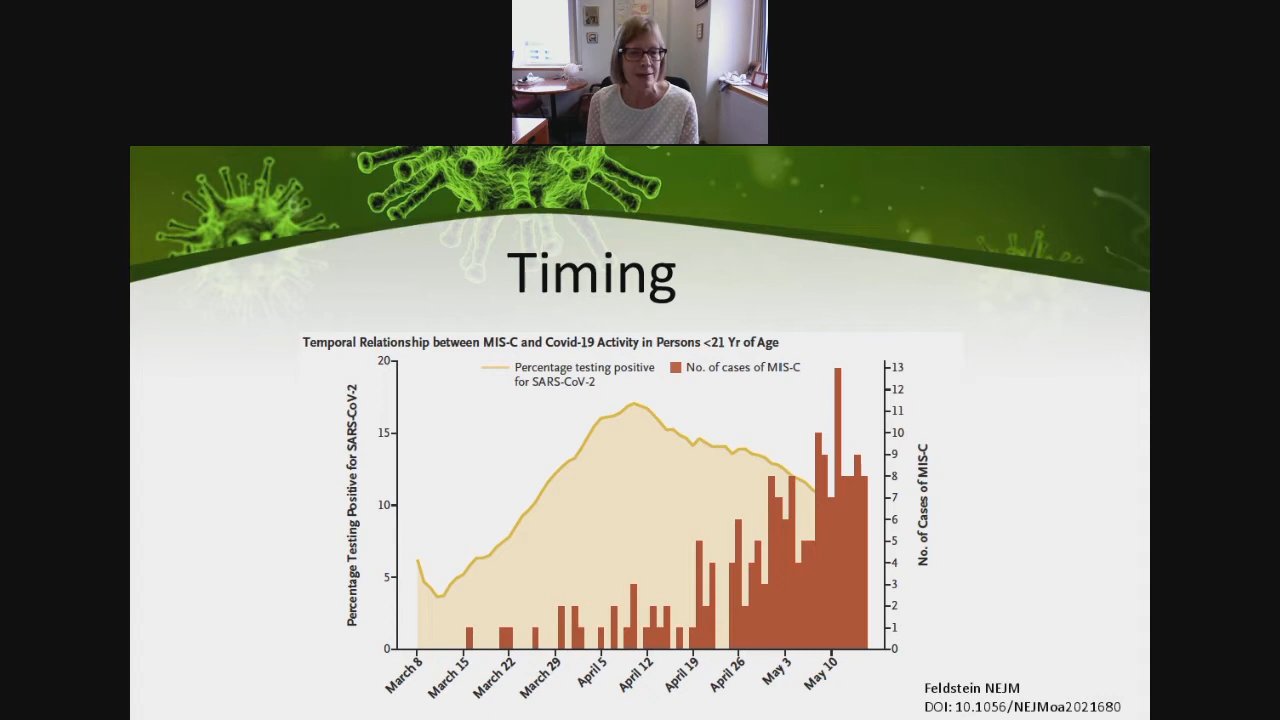 Timing
Temporal Relationship between MIS-C and Covid-19 Activity in Persons <21 Yr of Age
Percentage testing positive
for SARS-CoV-2
No. of cases of MIS-C
Percentage Testing Positive for SARS-CoV-2
20
15
10
5
0
No. of Cases of MIS-C
13
12
11
10
9
8
7
6
5
4
3
2
1
0
March 8
March 15
March 22
March 29
April 5
April 12
April 19
April 26
May 3
May 10
Feldstein NEJM
DOI: 10.1056/NEJMoa2021680